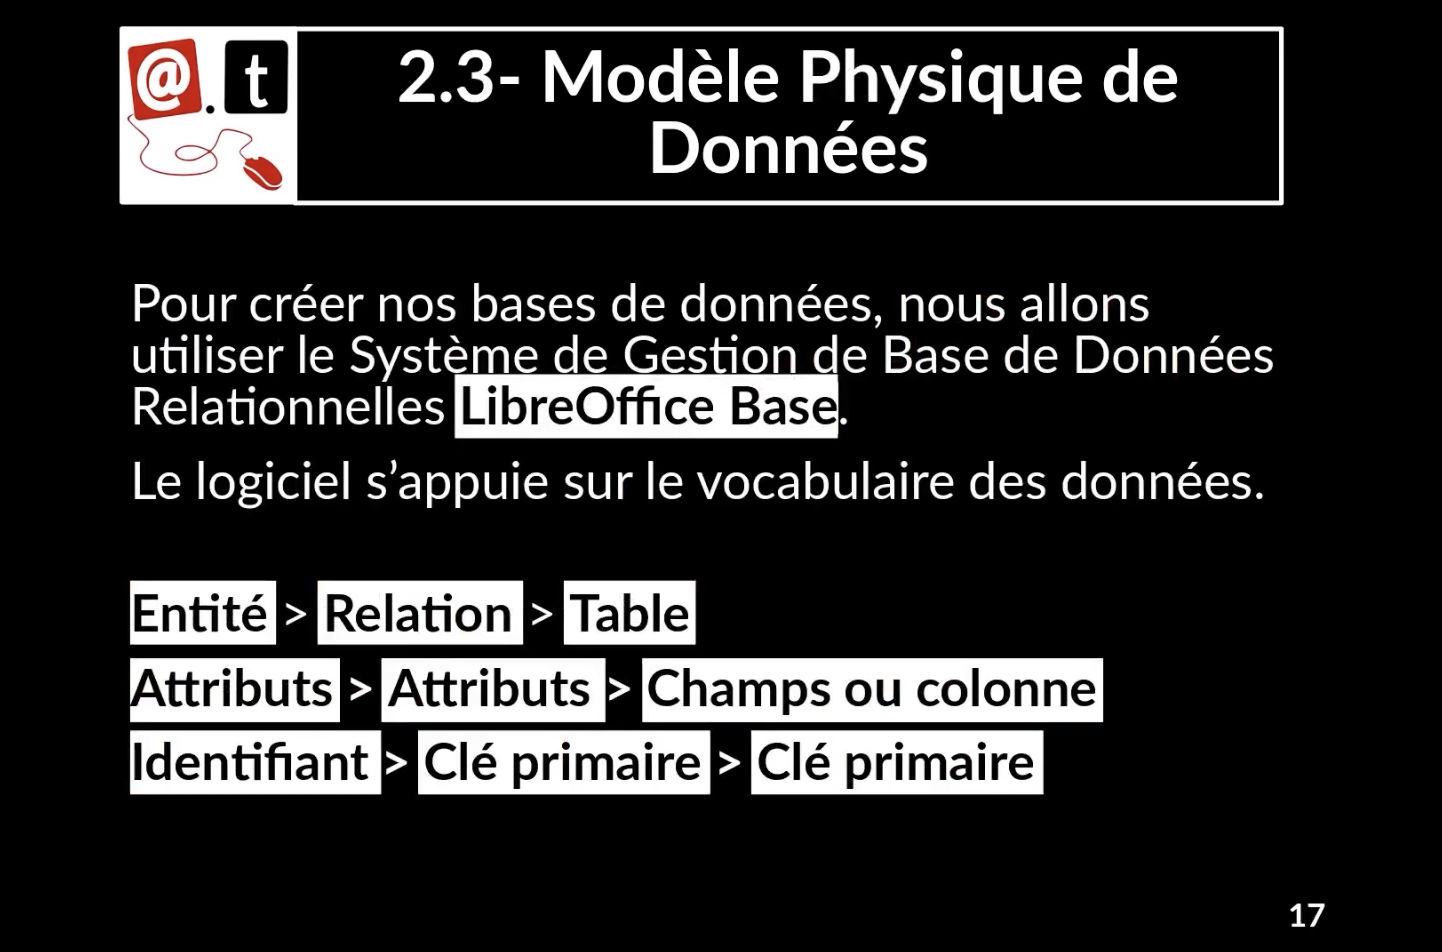 @.t
2.3- Modèle Physique de
Données
Pour créer nos bases de données, nous allons
utiliser le Système de Gestion de Base de Données
Relationnelles LibreOffice Base.
Le logiciel s’appuie sur le vocabulaire des données.
Entité > Relation > Table
Attributs > Attributs > Champs ou colonne
Identifiant > Clé primaire > Clé primaire
17